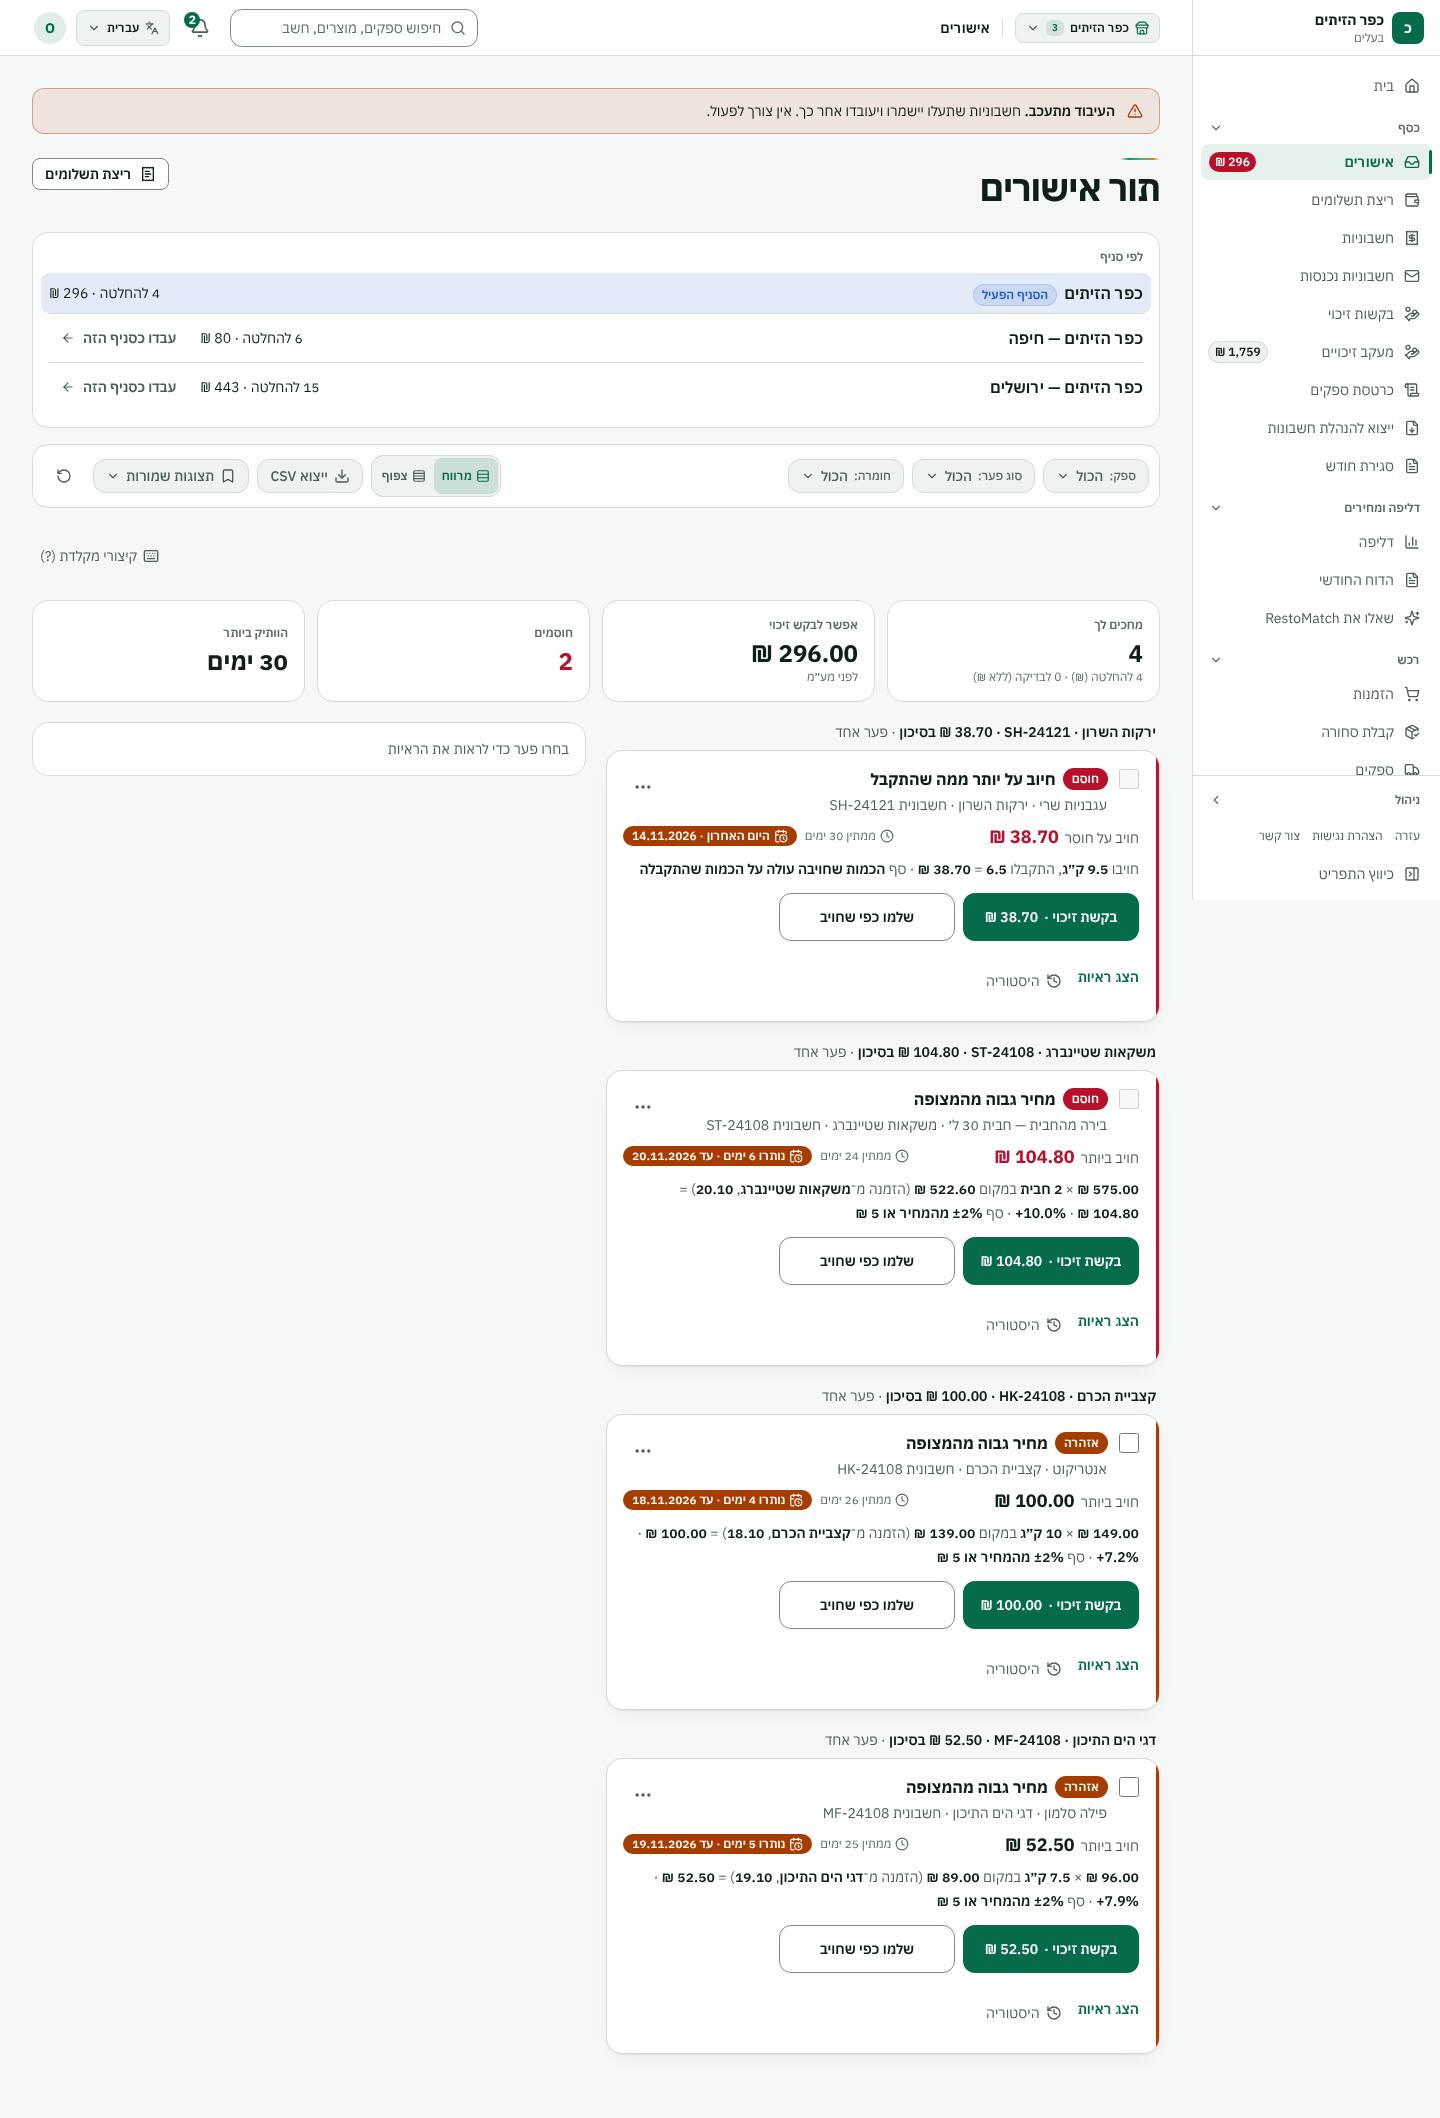 כ
כפר הזיתים
בעלים
בית
כסף
אישורים
296 ₪
ריצת תשלומים
חשבוניות
חשבוניות נכנסות
בקשות זיכוי
מעקב זיכויים
1,759 ₪
כרטסת ספקים
ייצוא להנהלת חשבונות
סגירת חודש
דליפה ומחירים
דליפה
הדוח החודשי
שאלו את RestoMatch
רכש
הזמנות
קבלת סחורה
ספקים
ניהול
עזרה הצהרת נגישות צור קשר
כיווץ התפריט
כפר הזיתים 3
אישורים
חיפוש ספקים, מוצרים, חשב
2
עברית
O
העיבוד מתעכב. חשבוניות שתעלו יישמרו ויעובדו אחר כך. אין צורך לפעול.
תור אישורים
ריצת תשלומים
לפי סניף
כפר הזיתים הסניף הפעיל 4 להחלטה · 296 ₪
כפר הזיתים — חיפה 6 להחלטה · 80 ₪ עבדו כסניף הזה
כפר הזיתים — ירושלים 15 להחלטה · 443 ₪ עבדו כסניף הזה
ספק: הכול סוג פער: הכול חומרה: הכול מרווח צפוף ייצוא CSV תצוגות שמורות
קיצורי מקלדת (?)
מחכים לך
4
4 להחלטה (₪) · 0 לבדיקה (ללא ₪)
אפשר לבקש זיכוי
296.00 ₪
לפני מע״מ
חוסמים
2
הוותיק ביותר
30 ימים
ירקות השרון · SH-24121 · 38.70 ₪ בסיכון · פער אחד
חוסם חיוב על יותר ממה שהתקבל
עגבניות שרי · ירקות השרון · חשבונית SH-24121
חויב על חוסר 38.70 ₪ ממתין 30 ימים היום האחרון · 14.11.2026
חויבו 9.5 ק״ג, התקבלו 6.5 = 38.70 ₪ · סף הכמות שחויבה עולה על הכמות שהתקבלה
בקשת זיכוי · 38.70 ₪ שלמו כפי שחויב
הצג ראיות היסטוריה
בחרו פער כדי לראות את הראיות
משקאות שטיינברג · ST-24108 · 104.80 ₪ בסיכון · פער אחד
חוסם מחיר גבוה מהמצופה
בירה מהחבית — חבית 30 ל׳ · משקאות שטיינברג · חשבונית ST-24108
חויב ביותר 104.80 ₪ ממתין 24 ימים נותרו 6 ימים · עד 20.11.2026
575.00 ₪ × 2 חבית במקום 522.60 ₪ (הזמנה מ־משקאות שטיינברג, 20.10) =
104.80 ₪ · +10.0% · סף ±2% מהמחיר או 5 ₪
בקשת זיכוי · 104.80 ₪ שלמו כפי שחויב
הצג ראיות היסטוריה
קצביית הכרם · HK-24108 · 100.00 ₪ בסיכון · פער אחד
אזהרה מחיר גבוה מהמצופה
אנטריקוט · קצביית הכרם · חשבונית HK-24108
חויב ביותר 100.00 ₪ ממתין 26 ימים נותרו 4 ימים · עד 18.11.2026
149.00 ₪ × 10 ק״ג במקום 139.00 ₪ (הזמנה מ־קצביית הכרם, 18.10) = 100.00 ₪ ·
+7.2% · סף ±2% מהמחיר או 5 ₪
בקשת זיכוי · 100.00 ₪ שלמו כפי שחויב
הצג ראיות היסטוריה
דגי הים התיכון · MF-24108 · 52.50 ₪ בסיכון · פער אחד
אזהרה מחיר גבוה מהמצופה
פילה סלמון · דגי הים התיכון · חשבונית MF-24108
חויב ביותר 52.50 ₪ ממתין 25 ימים נותרו 5 ימים · עד 19.11.2026
96.00 ₪ × 7.5 ק״ג במקום 89.00 ₪ (הזמנה מ־דגי הים התיכון, 19.10) = 52.50 ₪ ·
+7.9% · סף ±2% מהמחיר או 5 ₪
בקשת זיכוי · 52.50 ₪ שלמו כפי שחויב
הצג ראיות היסטוריה